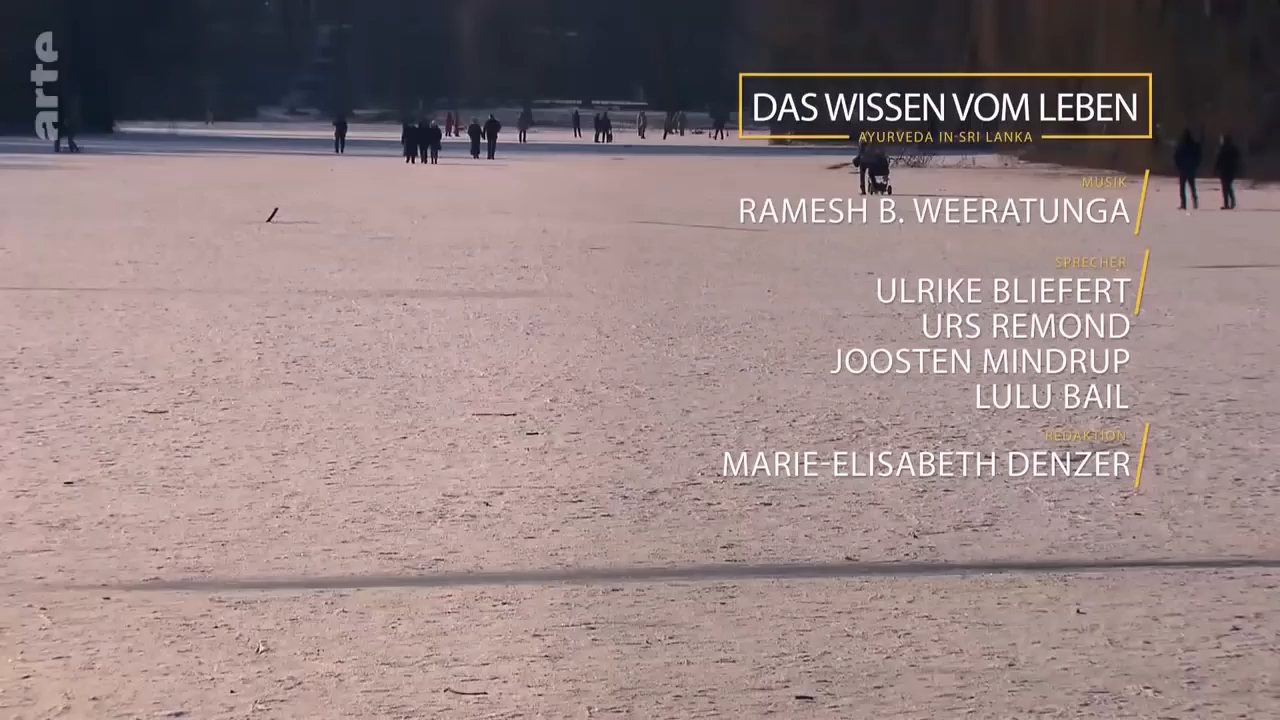 arte
DAS WISSEN VOM LEBEN
AYURVEDA IN SRI LANKA
MUSIK
RAMESH B. WEERATUNGA
SPRECHER
ULRIKE BLIEFERT
URS REMOND
JOOSTEN MINDRUP
LULU BAIL
REDAKTION
MARIE-ELISABETH DENZER